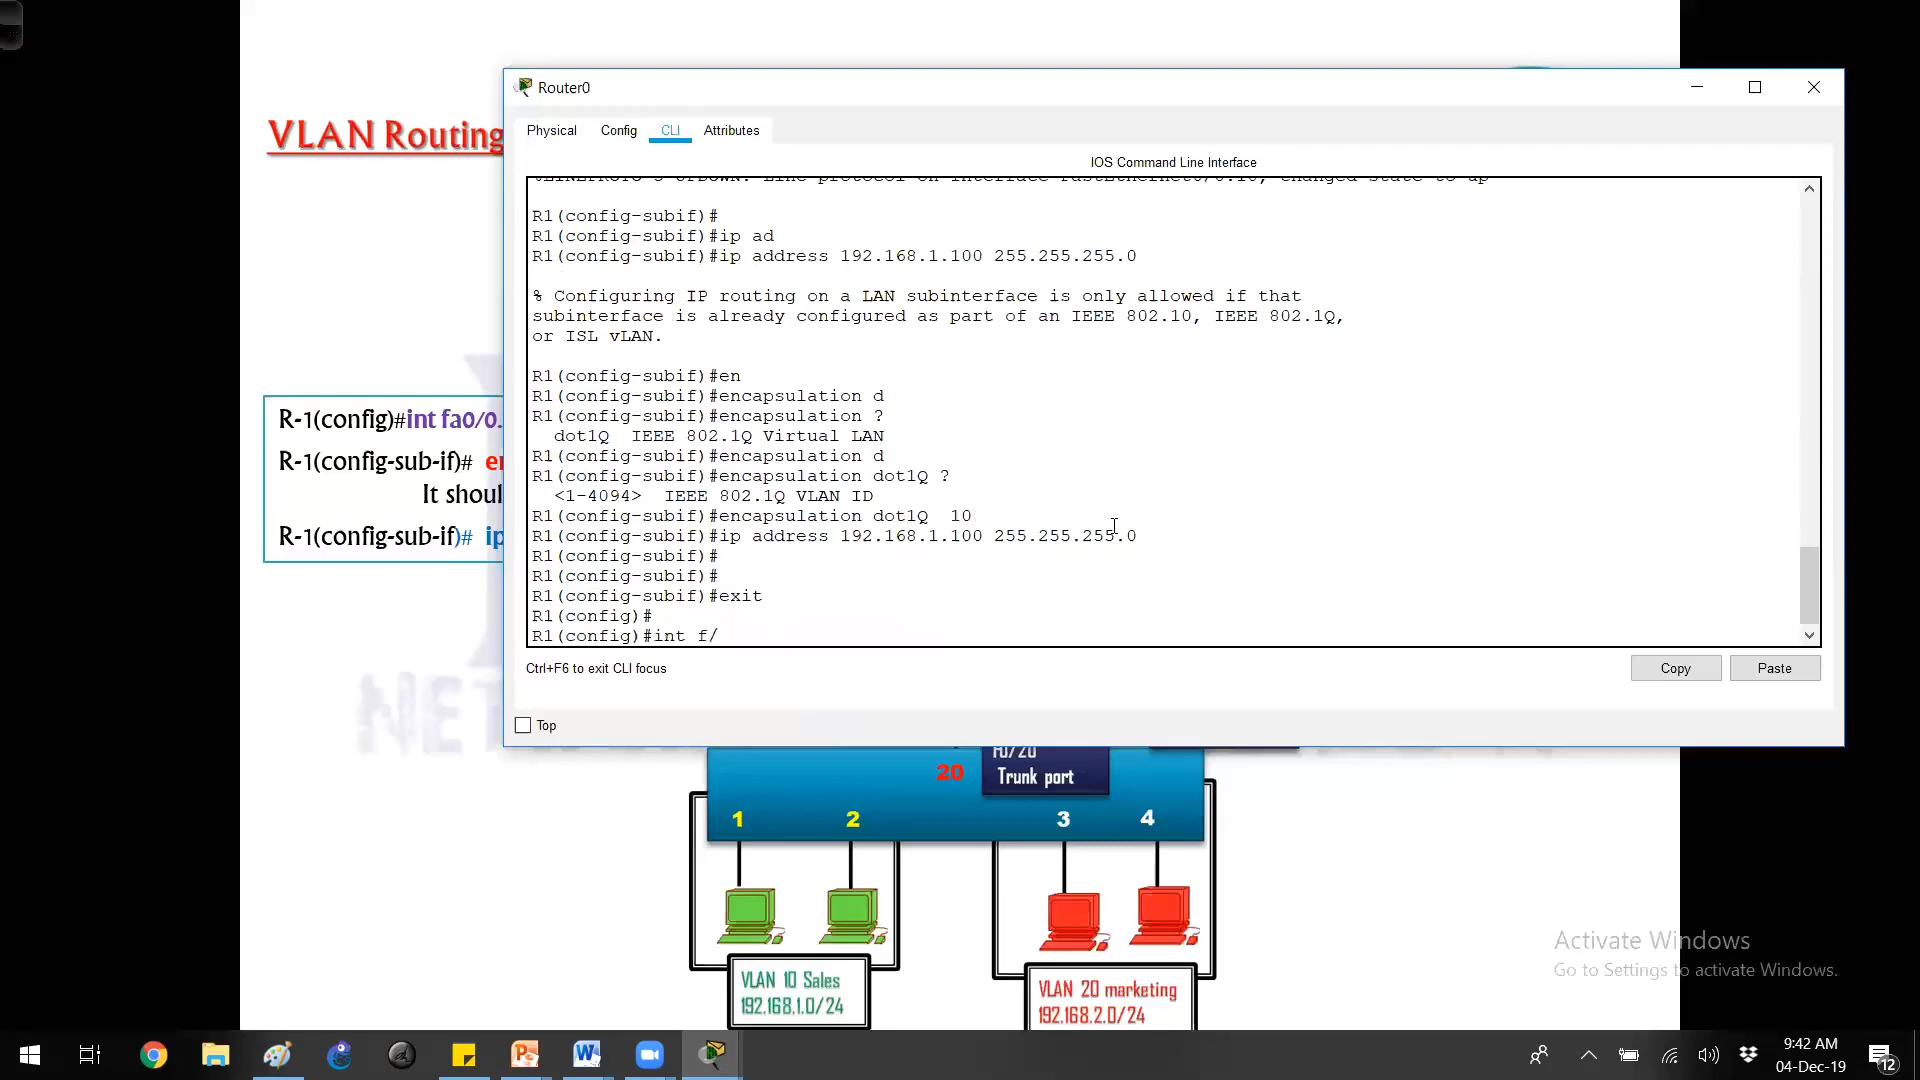 VLAN Routing
Router0
Physical Config CLI Attributes
IOS Command Line Interface
R1(config-subif)#
R1(config-subif)#ip ad
R1(config-subif)#ip address 192.168.1.100 255.255.255.0
% Configuring IP routing on a LAN subinterface is only allowed if that
subinterface is already configured as part of an IEEE 802.10, IEEE 802.1Q,
or ISL vLAN.
R1(config-subif)#en
R1(config-subif)#encapsulation d
R1(config-subif)#encapsulation ?
dot1Q IEEE 802.1Q Virtual LAN
R1(config-subif)#encapsulation d
R1(config-subif)#encapsulation dot1Q ?
<1-4094> IEEE 802.1Q VLAN ID
R1(config-subif)#encapsulation dot1Q 10
R1(config-subif)#ip address 192.168.1.100 255.255.255.0
R1(config-subif)#
R1(config-subif)#
R1(config-subif)#exit
R1(config)#
R1(config)#int f/
Ctrl+F6 to exit CLI focus
Copy Paste
Top
R-1(config)#int fa0/0.
R-1(config-sub-if)# en
It shou
R-1(config-sub-if)# ip
NET
20
Trunk port
1 2 3 4
VLAN 10 Sales
192.168.1.0/24
VLAN 20 marketing
192.168.2.0/24
Activate Windows
Go to Settings to activate Windows.
9:42 AM
04-Dec-19
12